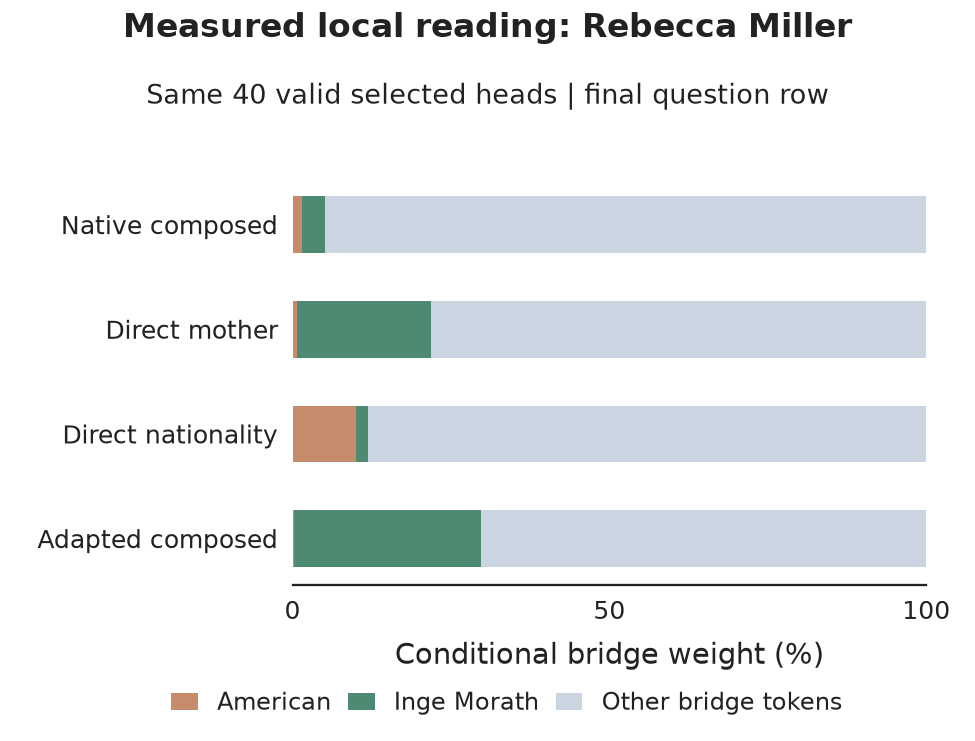 Measured local reading: Rebecca Miller
Same 40 valid selected heads | final question row
Native composed
Direct mother
Direct nationality
Adapted composed
0 50 100
Conditional bridge weight (%)
American Inge Morath Other bridge tokens